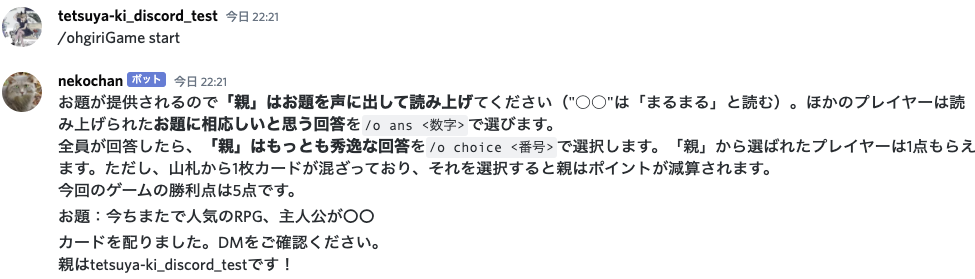 tetsuya-ki_discord_test 今日 22:21
/ohgiriGame start
nekochan ボット 今日 22:21
お題が提供されるので「親」はお題を声に出して読み上げてください（"○○"は「まるまる」と読む）。ほかのプレイヤーは読
み上げられたお題に相応しいと思う回答を /o ans <数字> で選びます。
全員が回答したら、「親」はもっとも秀逸な回答を /o choice <番号> で選択します。「親」から選ばれたプレイヤーは1点もらえ
ます。ただし、山札から1枚カードが混ざっており、それを選択すると親はポイントが減算されます。
今回のゲームの勝利点は5点です。
お題：今ちまたで人気のRPG、主人公が〇〇
カードを配りました。DMをご確認ください。
親はtetsuya-ki_discord_testです！